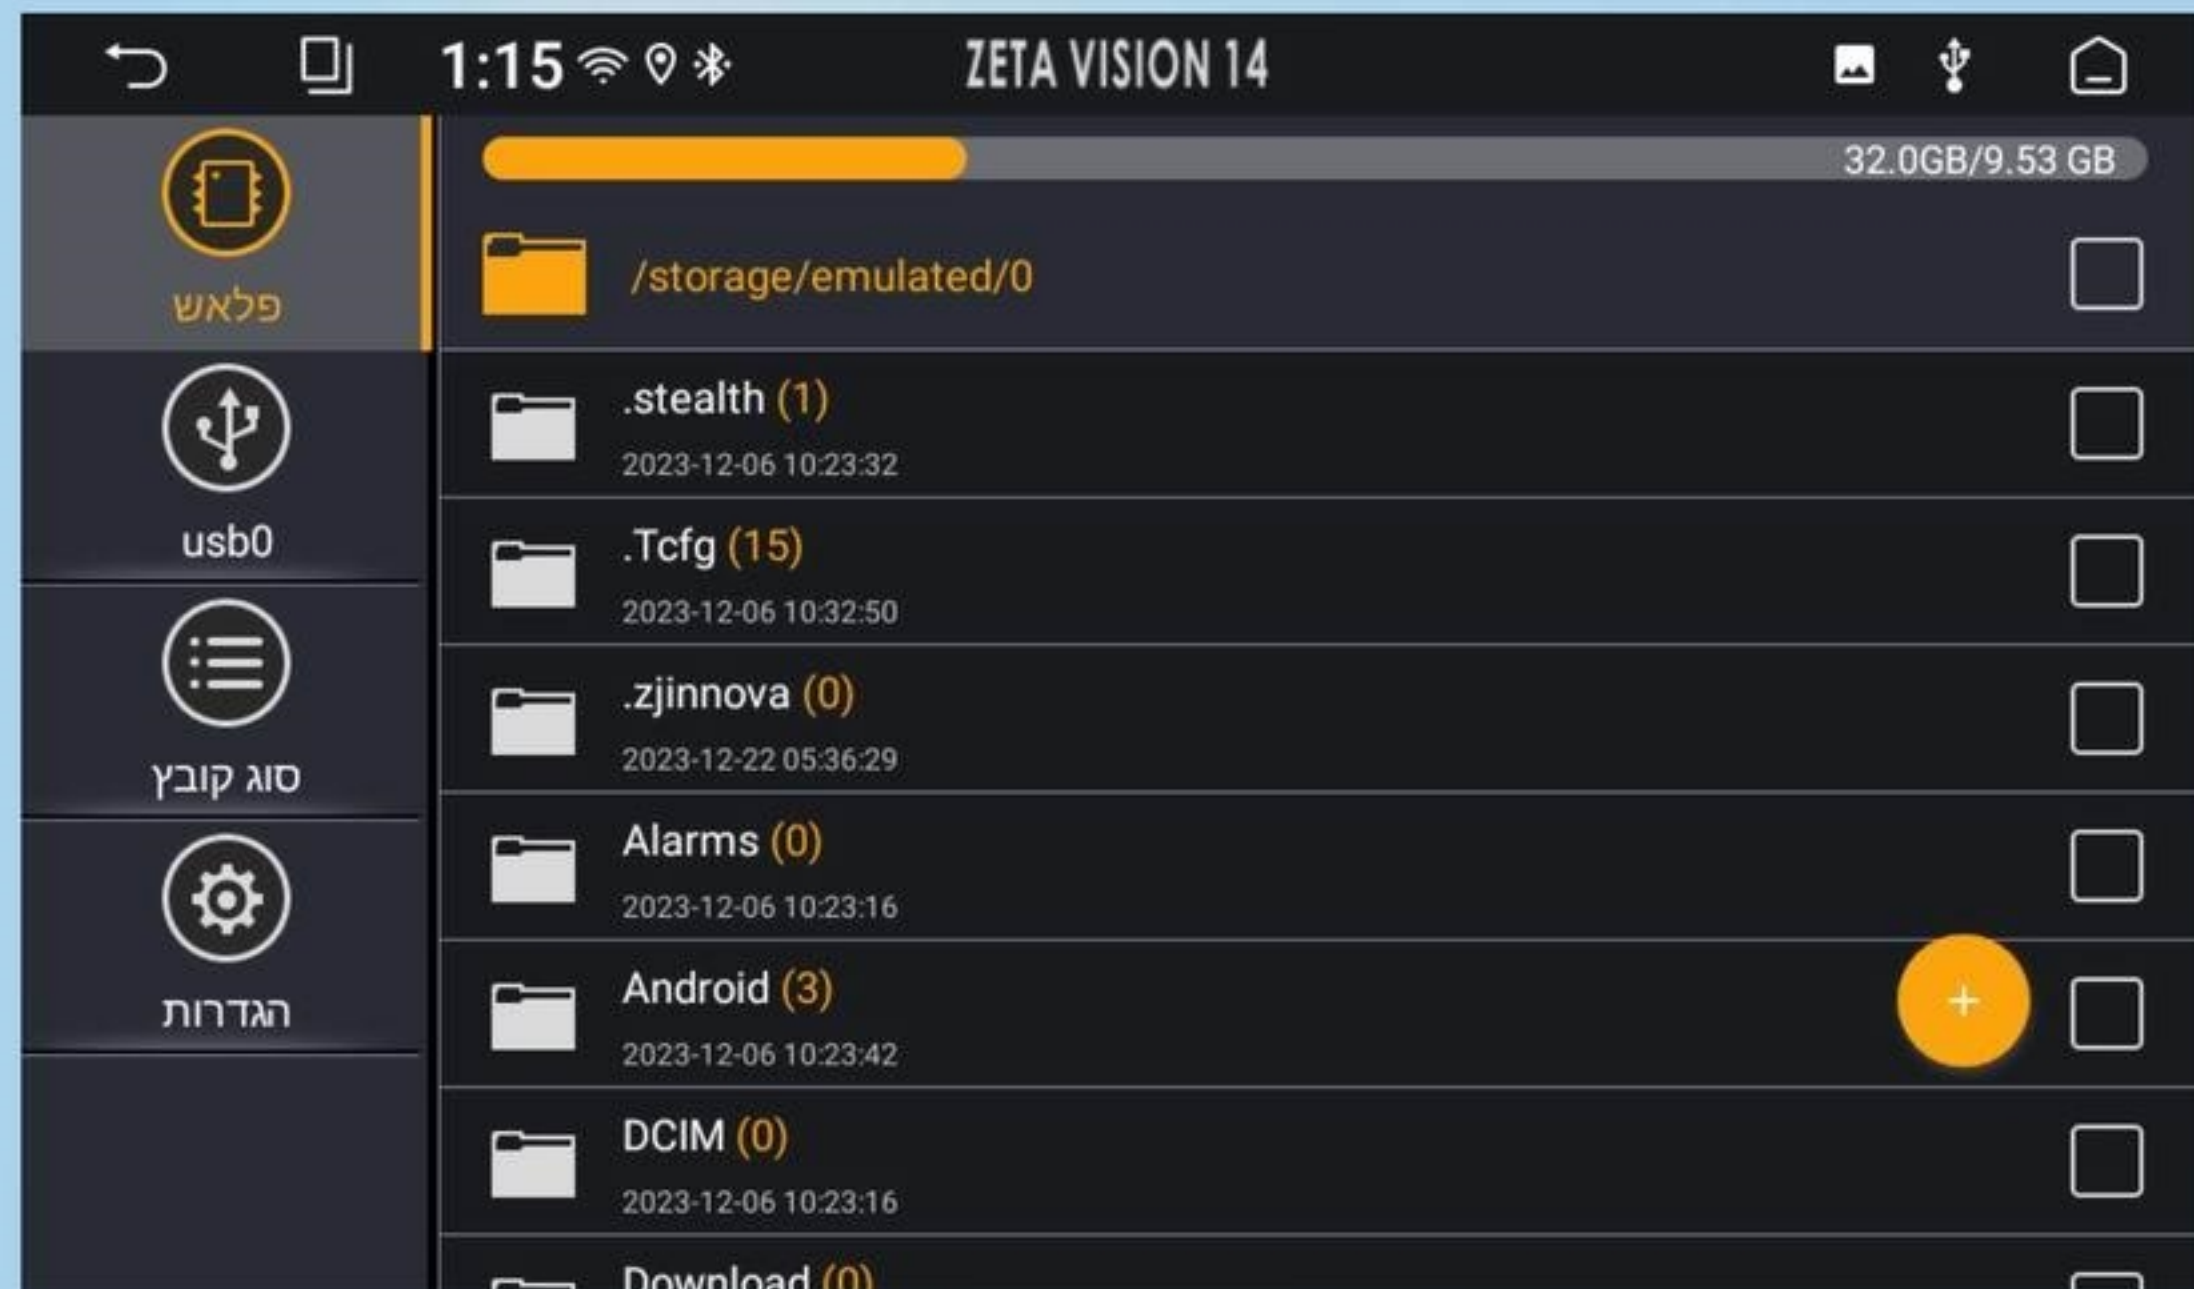 1:15
ZETA VISION 14
פלאש
usb0
סוג קובץ
הגדרות
32.0GB/9.53 GB
/storage/emulated/0
.stealth (1)
2023-12-06 10:23:32
.Tcfg (15)
2023-12-06 10:32:50
.zjinnova (0)
2023-12-22 05:36:29
Alarms (0)
2023-12-06 10:23:16
Android (3)
2023-12-06 10:23:42
+
DCIM (0)
2023-12-06 10:23:16
Download (0)